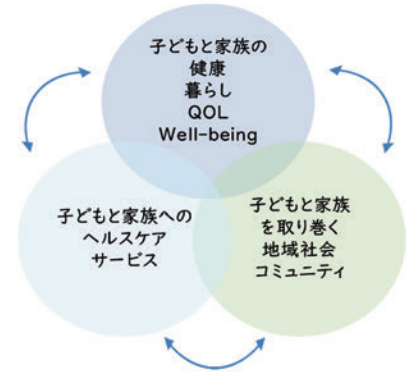 子どもと家族の
健康
暮らし
QOL
Well-being
子どもと家族への
ヘルスケア
サービス
子どもと家族
を取り巻く
地域社会
コミュニティ